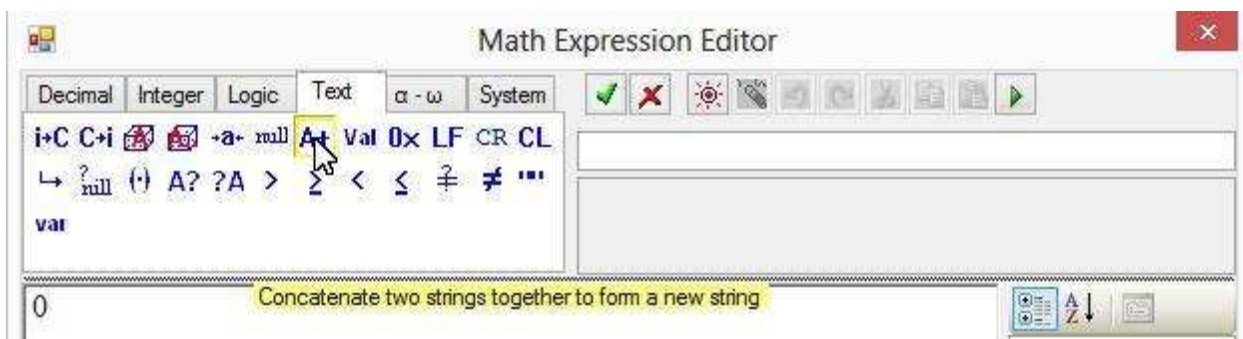 Math Expression Editor
Decimal Integer Logic Text α - ω System
i→C C→i →a← null A+ Val 0x LF CR CL
?null (·) A? ?A > ≥ < ≤ ≠ "" 
var
0 Concatenate two strings together to form a new string
A Z